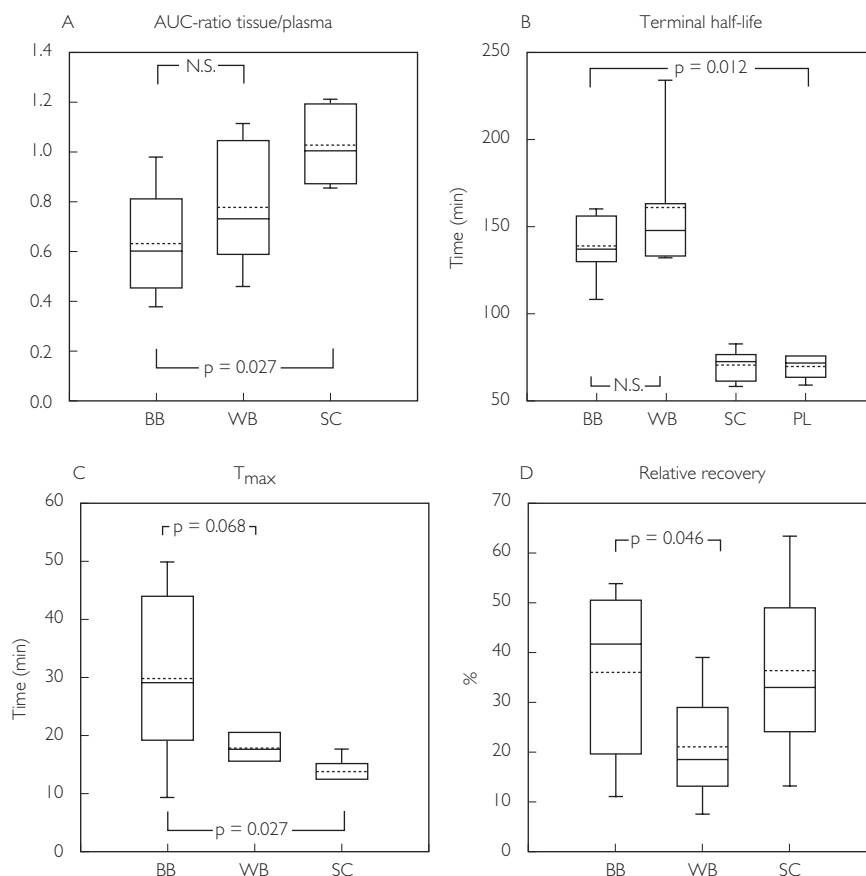 A
AUC-ratio tissue/plasma
1.4
1.2
1.0
0.8
0.6
0.4
0.2
0.0
N.S.
p = 0.027
BB WB SC
B
Terminal half-life
Time (min)
250
200
150
100
50
p = 0.012
N.S.
BB WB SC PL
C
Tmax
Time (min)
60
50
40
30
20
10
0
p = 0.068
p = 0.027
BB WB SC
D
Relative recovery
%
70
60
50
40
30
20
10
0
p = 0.046
BB WB SC